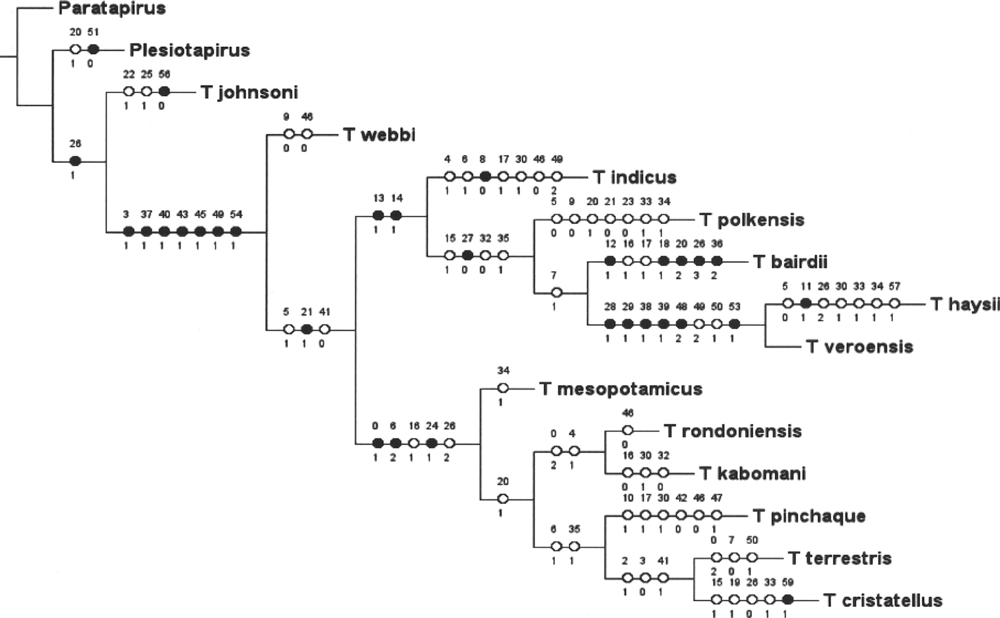 Paratapirus
20 51
Plesiotapirus
1 0
22 25 56
T johnsoni
1 1 0
9 46
T webbi
0 0
26
1
4 6 8 17 30 46 49
T indicus
1 1 0 1 1 0 2
13 14
1 1
5 9 20 21 23 33 34
T polkensis
0 0 1 0 0 1 1
3 37 40 43 45 49 54
1 1 1 1 1 1 1
15 27 32 35
1 0 0 1
12 16 17 18 20 26 36
T bairdii
1 1 1 1 2 3 2
7
1
5 11 26 30 33 34 57
T haysii
0 1 2 1 1 1 1
5 21 41
1 1 0
28 29 38 39 48 49 50 53
1 1 1 1 2 2 1 1
T veroensis
34
T mesopotamicus
1
46
T rondoniensis
0
0 6 16 24 26
1 2 1 1 2
0 4
2 1
16 30 32
T kabomani
0 1 0
20
1
10 17 30 42 46 47
T pinchaque
1 1 1 0 0 1
6 35
1 1
0 7 50
T terrestris
2 0 1
2 3 41
1 0 1
15 19 26 33 59
T cristatellus
1 1 0 1 1